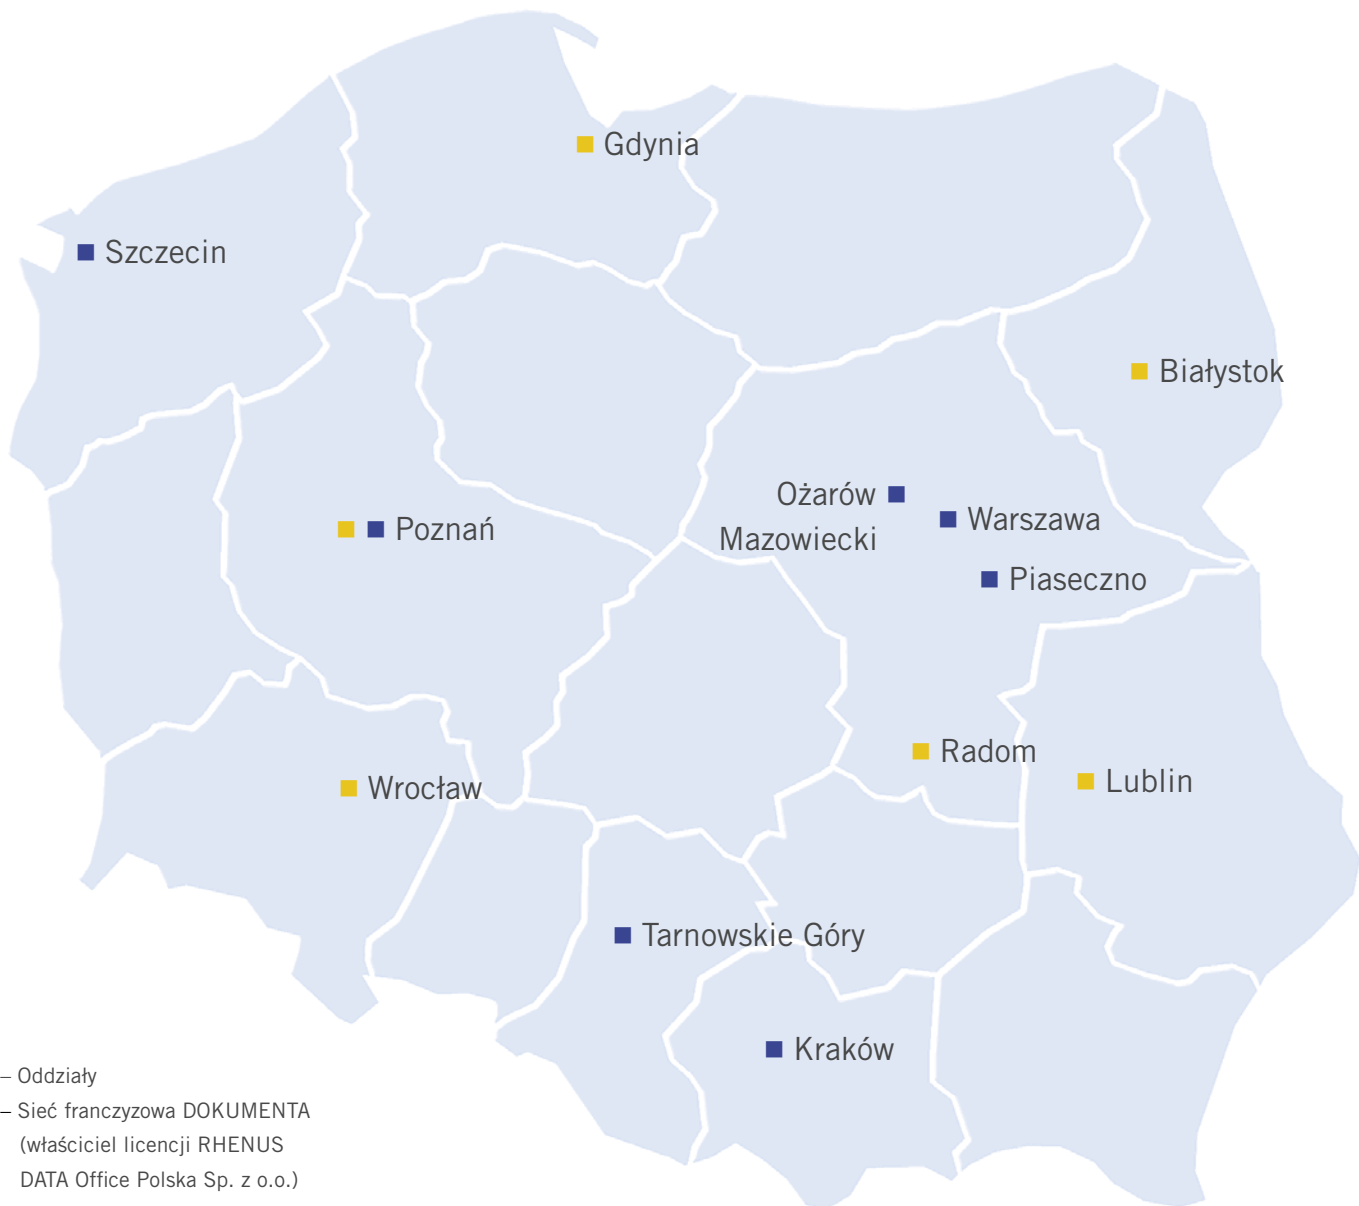 Gdynia
Szczecin
Białystok
Ożarów
Mazowiecki
Warszawa
Poznań
Piaseczno
Radom
Lublin
Wrocław
Tarnowskie Góry
Kraków
– Oddziały
– Sieć franczyzowa DOKUMENTA
(właściciel licencji RHENUS
DATA Office Polska Sp. z o.o.)